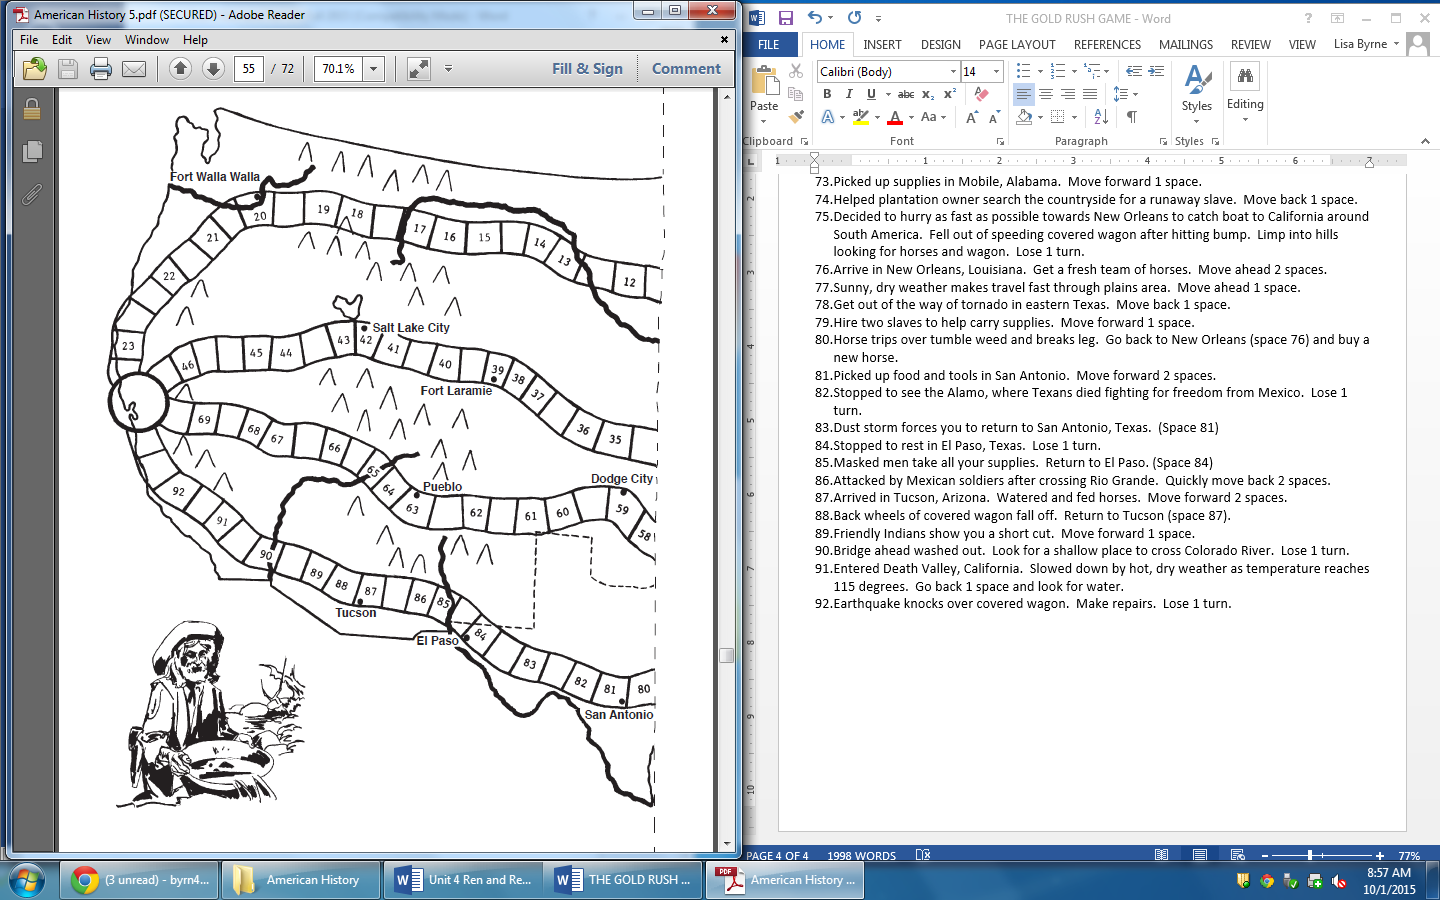 American History 5.pdf (SECURED) - Adobe Reader
File Edit View Window Help
55 / 72 70.1% Fill & Sign Comment
Fort Walla Walla
20 19 18
17 16 15 14 13 12
21
22
23
Salt Lake City
46 45 44 43 42 41 40 39 38 37 36 35
Fort Laramie
69 68 67 66 65 64 63 62 61 60 59 58
Pueblo
Dodge City
92 91 90 89 88 87 86 85 84 83 82 81 80
Tucson
El Paso
San Antonio
THE GOLD RUSH GAME - Word
FILE HOME INSERT DESIGN PAGE LAYOUT REFERENCES MAILINGS REVIEW VIEW Lisa Byrne
Calibri (Body) 14
Paste
B I U abc x₂ x²
Styles Editing
Clipboard Font Paragraph Styles
1 1 2 3 4 5 6 7
73.Picked up supplies in Mobile, Alabama. Move forward 1 space.
74.Helped plantation owner search the countryside for a runaway slave. Move back 1 space.
75.Decided to hurry as fast as possible towards New Orleans to catch boat to California around
South America. Fell out of speeding covered wagon after hitting bump. Limp into hills
looking for horses and wagon. Lose 1 turn.
76.Arrive in New Orleans, Louisiana. Get a fresh team of horses. Move ahead 2 spaces.
77.Sunny, dry weather makes travel fast through plains area. Move ahead 1 space.
78.Get out of the way of tornado in eastern Texas. Move back 1 space.
79.Hire two slaves to help carry supplies. Move forward 1 space.
80.Horse trips over tumble weed and breaks leg. Go back to New Orleans (space 76) and buy a
new horse.
81.Picked up food and tools in San Antonio. Move forward 2 spaces.
82.Stopped to see the Alamo, where Texans died fighting for freedom from Mexico. Lose 1
turn.
83.Dust storm forces you to return to San Antonio, Texas. (Space 81)
84.Stopped to rest in El Paso, Texas. Lose 1 turn.
85.Masked men take all your supplies. Return to El Paso. (Space 84)
86.Attacked by Mexican soldiers after crossing Rio Grande. Quickly move back 2 spaces.
87.Arrived in Tucson, Arizona. Watered and fed horses. Move forward 2 spaces.
88.Back wheels of covered wagon fall off. Return to Tucson (space 87).
89.Friendly Indians show you a short cut. Move forward 1 space.
90.Bridge ahead washed out. Look for a shallow place to cross Colorado River. Lose 1 turn.
91.Entered Death Valley, California. Slowed down by hot, dry weather as temperature reaches
115 degrees. Go back 1 space and look for water.
92.Earthquake knocks over covered wagon. Make repairs. Lose 1 turn.
PAGE 4 OF 4 1998 WORDS 77%
(3 unread) - byrn4... American History Unit 4 Ren and Re... THE GOLD RUSH ... American History ...
8:57 AM
10/1/2015